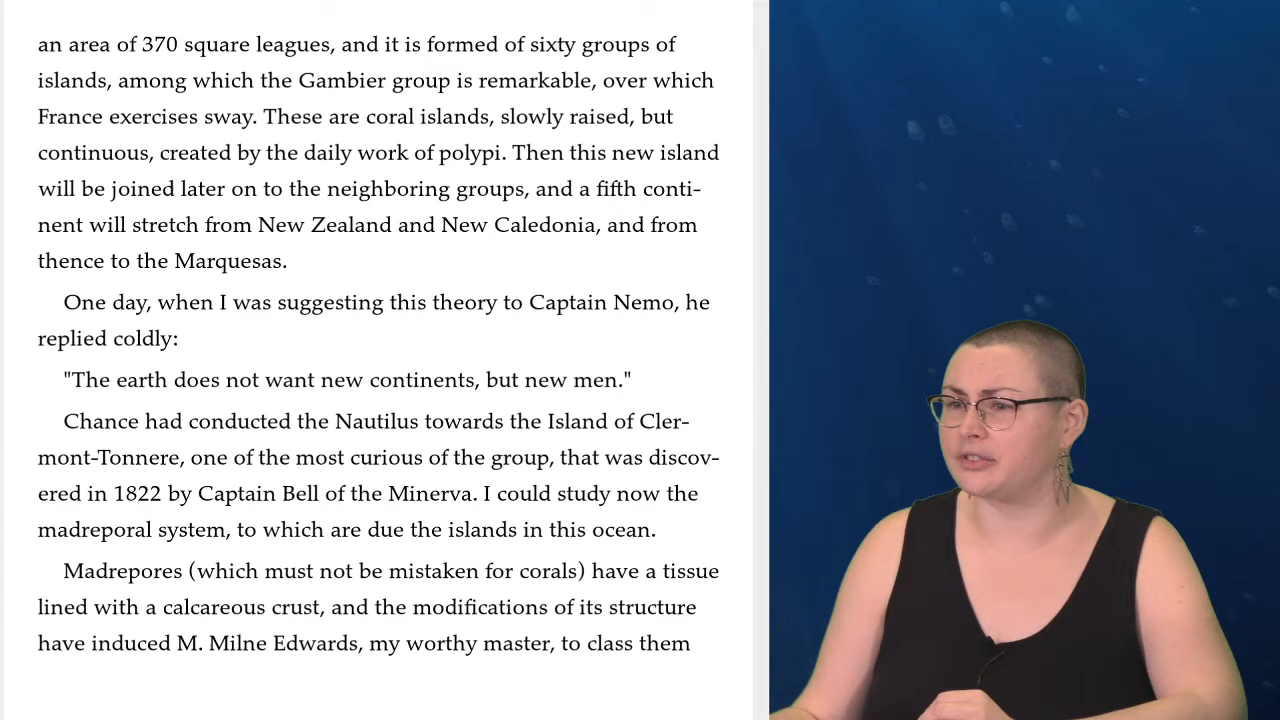 an area of 370 square leagues, and it is formed of sixty groups of
islands, among which the Gambier group is remarkable, over which
France exercises sway. These are coral islands, slowly raised, but
continuous, created by the daily work of polypi. Then this new island
will be joined later on to the neighboring groups, and a fifth conti-
nent will stretch from New Zealand and New Caledonia, and from
thence to the Marquesas.
One day, when I was suggesting this theory to Captain Nemo, he
replied coldly:
"The earth does not want new continents, but new men."
Chance had conducted the Nautilus towards the Island of Cler-
mont-Tonnere, one of the most curious of the group, that was discov-
ered in 1822 by Captain Bell of the Minerva. I could study now the
madreporal system, to which are due the islands in this ocean.
Madrepores (which must not be mistaken for corals) have a tissue
lined with a calcareous crust, and the modifications of its structure
have induced M. Milne Edwards, my worthy master, to class them